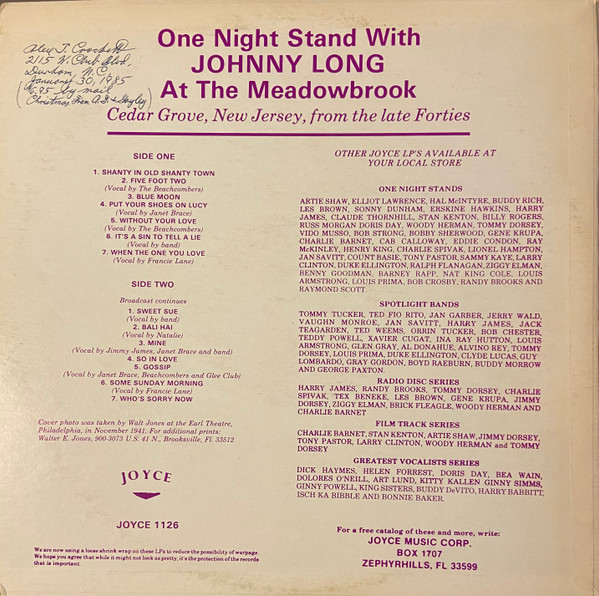 Alex T. Crockett
2115 W. Club Blvd.
Durham, N.C.
January 30, 1985
$6.95 by mail
(Christmas from A.D. & Hayley)
One Night Stand With
JOHNNY LONG
At The Meadowbrook
Cedar Grove, New Jersey, from the late Forties
SIDE ONE
1. SHANTY IN OLD SHANTY TOWN
2. FIVE FOOT TWO
(Vocal by The Beachcombers)
3. BLUE MOON
4. PUT YOUR SHOES ON LUCY
(Vocal by Janet Brace)
5. WITHOUT YOUR LOVE
(Vocal by The Beachcombers)
6. IT'S A SIN TO TELL A LIE
(Vocal by band)
7. WHEN THE ONE YOU LOVE
(Vocal by Francie Lane)
SIDE TWO
Broadcast continues
1. SWEET SUE
(Vocal by band)
2. BALI HAI
(Vocal by Natalie)
3. MINE
(Vocal by Jimmy James, Janet Brace and band)
4. SO IN LOVE
5. GOSSIP
(Vocal by Janet Brace, Beachcombers and Glee Club)
6. SOME SUNDAY MORNING
(Vocal by Francie Lane)
7. WHO'S SORRY NOW
Cover photo was taken by Walt Jones at the Earl Theatre,
Philadelphia, in November 1941. For additional prints:
Walter E. Jones, 900-3073 U.S. 41 N., Brooksville, FL 33512
JOYCE
JOYCE 1126
We are now using a loose shrink wrap on these LP's to reduce the possibility of warpage.
We hope you agree that while it might not look as pretty, it's the protection of the records
that is important.
OTHER JOYCE LP'S AVAILABLE AT
YOUR LOCAL STORE
ONE NIGHT STANDS
ARTIE SHAW, ELLIOT LAWRENCE, HAL McINTYRE, BUDDY RICH,
LES BROWN, SONNY DUNHAM, ERSKINE HAWKINS, HARRY
JAMES, CLAUDE THORNHILL, STAN KENTON, BILLY ROGERS,
RUSS MORGAN DORIS DAY, WOODY HERMAN, TOMMY DORSEY,
VIDO MUSSO, BOB STRONG, BOBBY SHERWOOD, GENE KRUPA,
CHARLIE BARNET, CAB CALLOWAY, EDDIE CONDON, RAY
McKINLEY, HENRY KING, CHARLIE SPIVAK, LIONEL HAMPTON,
JAN SAVITT, COUNT BASIE, TONY PASTOR, SAMMY KAYE, LARRY
CLINTON, DUKE ELLINGTON, RALPH FLANAGAN, ZIGGY ELMAN,
BENNY GOODMAN, BARNEY RAPP, NAT KING COLE, LOUIS
ARMSTRONG, LOUIS PRIMA, BOB CROSBY, RANDY BROOKS AND
RAYMOND SCOTT.
SPOTLIGHT BANDS
TOMMY TUCKER, TED FIO RITO, JAN GARBER, JERRY WALD,
VAUGHN MONROE, JAN SAVITT, HARRY JAMES, JACK
TEAGARDEN, TED WEEMS, ORRIN TUCKER, BOB CHESTER,
TEDDY POWELL, XAVIER CUGAT, INA RAY HUTTON, LOUIS
ARMSTRONG, GLEN GRAY, AL DONAHUE, ALVINO REY, TOMMY
DORSEY, LOUIS PRIMA, DUKE ELLINGTON, CLYDE LUCAS, GUY
LOMBARDO, GRAY GORDON, BOYD RAEBURN, BUDDY MORROW
and GEORGE PAXTON.
RADIO DISC SERIES
HARRY JAMES, RANDY BROOKS, TOMMY DORSEY, CHARLIE
SPIVAK, TEX BENEKE, LES BROWN, GENE KRUPA, JIMMY
DORSEY, ZIGGY ELMAN, BRICK FLEAGLE, WOODY HERMAN AND
CHARLIE BARNET
FILM TRACK SERIES
CHARLIE BARNET, STAN KENTON, ARTIE SHAW, JIMMY DORSEY,
TONY PASTOR, LARRY CLINTON, WOODY HERMAN and TOMMY
DORSEY
GREATEST VOCALISTS SERIES
DICK HAYMES, HELEN FORREST, DORIS DAY, BEA WAIN,
DOLORES O'NEILL, ART LUND, KITTY KALLEN GINNY SIMMS,
GINNY POWELL, KING SISTERS, BUDDY DeVITO, HARRY BABBITT,
ISCH KA BIBBLE AND BONNIE BAKER.
For a free catalog of these and more, write:
JOYCE MUSIC CORP.
BOX 1707
ZEPHYRHILLS, FL 33599